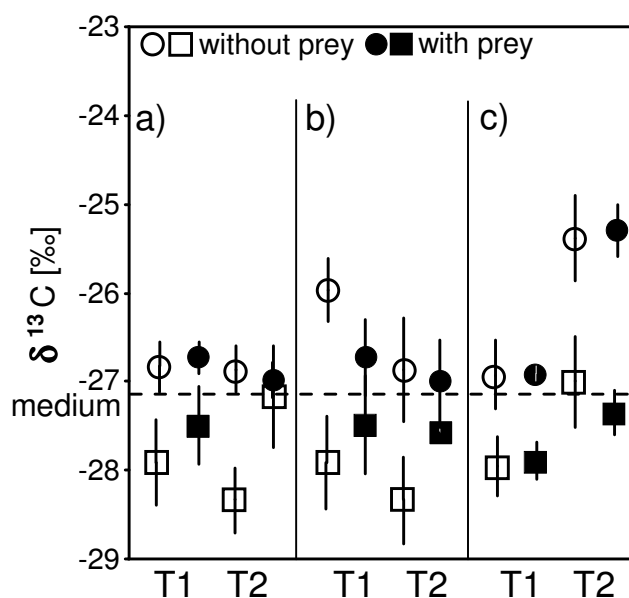 -23
without prey with prey
-24
a) b) c)
-25
δ ¹³C [‰]
-26
-27
medium
-28
-29
T1 T2 T1 T2 T1 T2